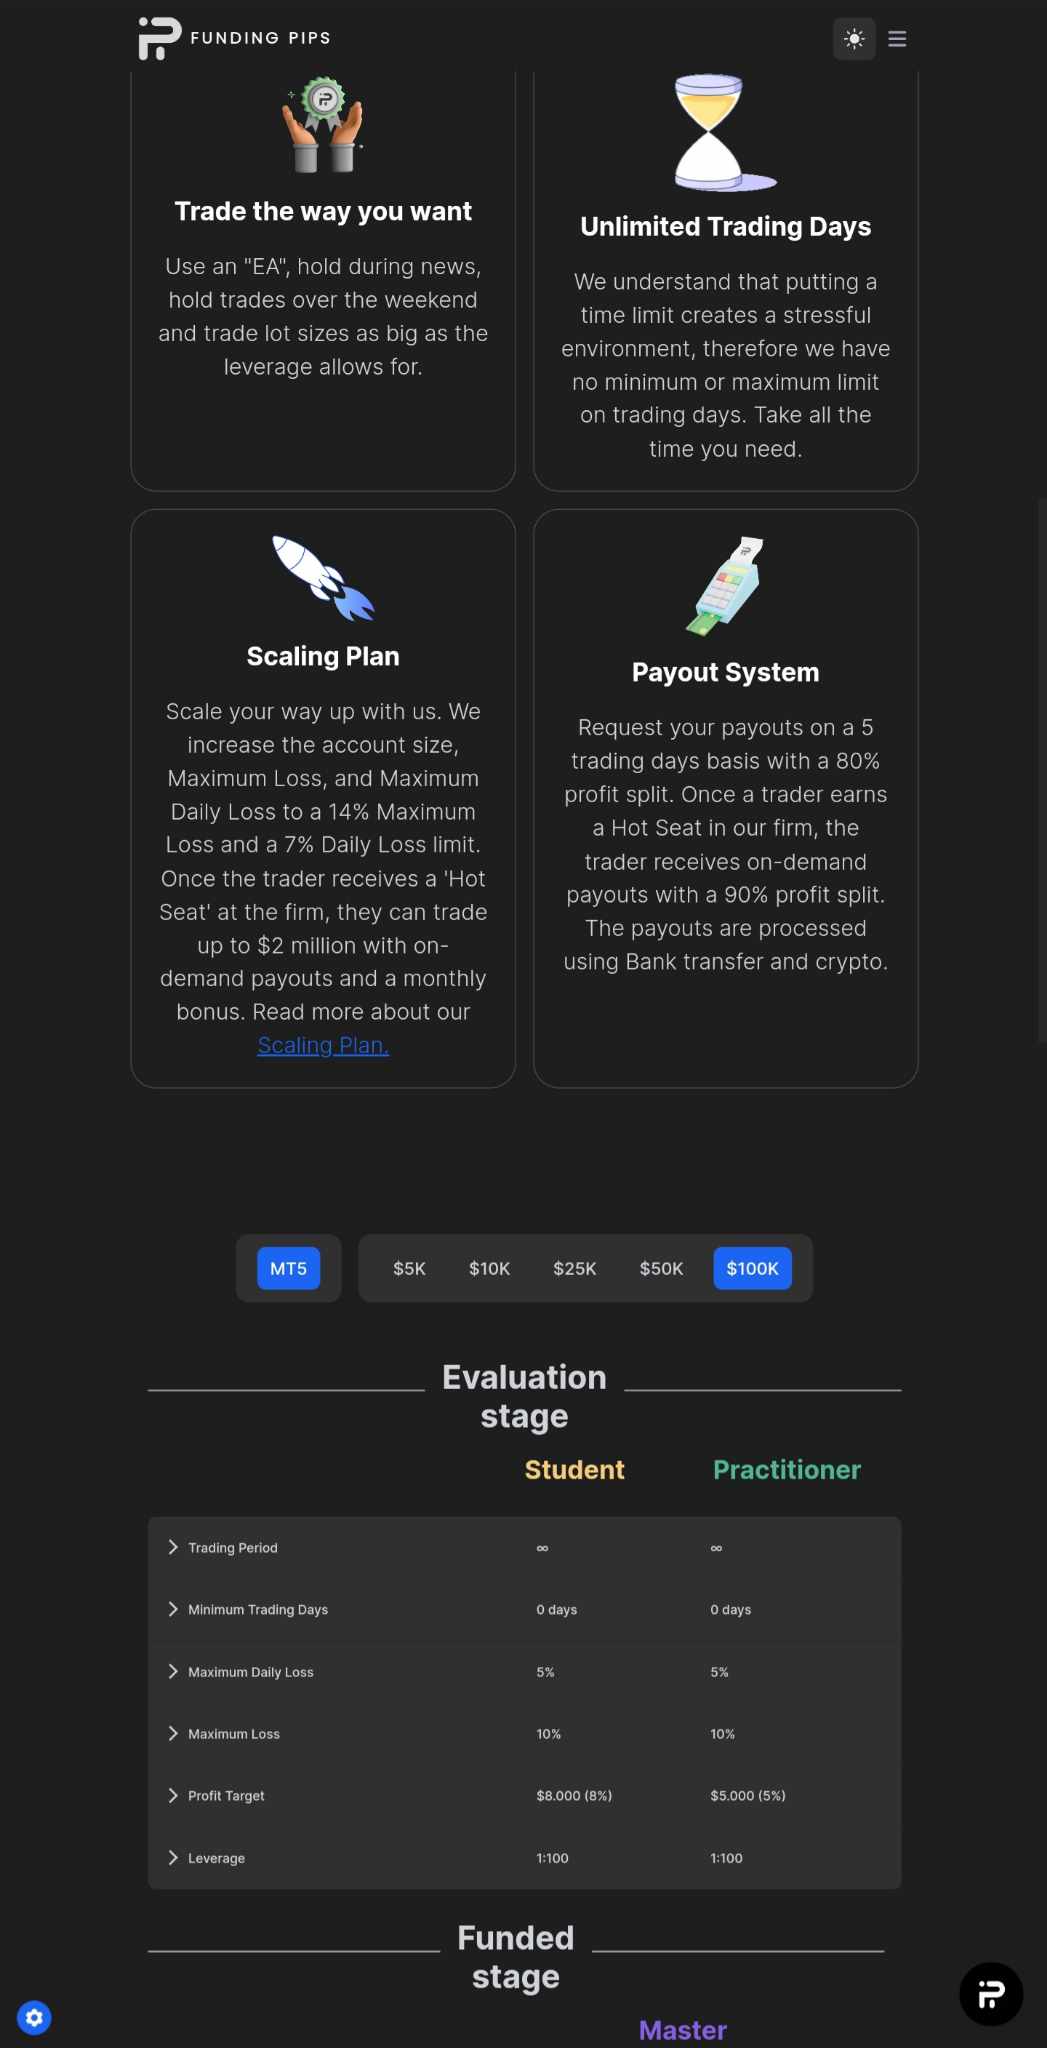 FUNDING PIPS
Trade the way you want
Use an "EA", hold during news,
hold trades over the weekend
and trade lot sizes as big as the
leverage allows for.
Unlimited Trading Days
We understand that putting a
time limit creates a stressful
environment, therefore we have
no minimum or maximum limit
on trading days. Take all the
time you need.
Scaling Plan
Scale your way up with us. We
increase the account size,
Maximum Loss, and Maximum
Daily Loss to a 14% Maximum
Loss and a 7% Daily Loss limit.
Once the trader receives a 'Hot
Seat' at the firm, they can trade
up to $2 million with on-
demand payouts and a monthly
bonus. Read more about our
Scaling Plan.
Payout System
Request your payouts on a 5
trading days basis with a 80%
profit split. Once a trader earns
a Hot Seat in our firm, the
trader receives on-demand
payouts with a 90% profit split.
The payouts are processed
using Bank transfer and crypto.
MT5 $5K $10K $25K $50K $100K
Evaluation
stage
Student Practitioner
Trading Period ∞ ∞
Minimum Trading Days 0 days 0 days
Maximum Daily Loss 5% 5%
Maximum Loss 10% 10%
Profit Target $8.000 (8%) $5.000 (5%)
Leverage 1:100 1:100
Funded
stage
Master